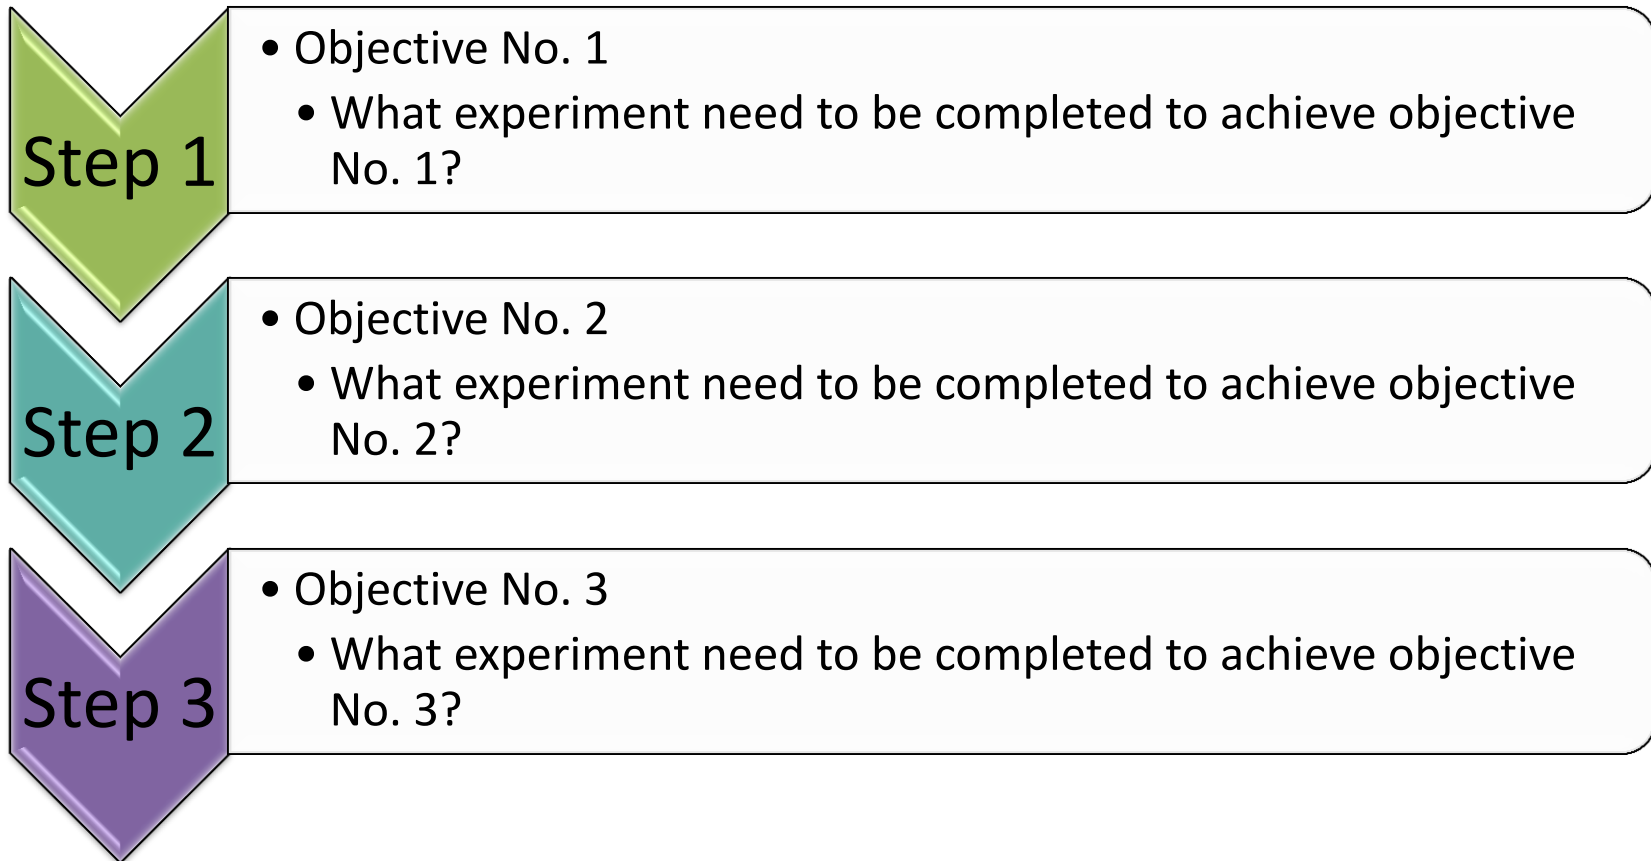 Step 1
• Objective No. 1
• What experiment need to be completed to achieve objective
No. 1?
Step 2
• Objective No. 2
• What experiment need to be completed to achieve objective
No. 2?
Step 3
• Objective No. 3
• What experiment need to be completed to achieve objective
No. 3?